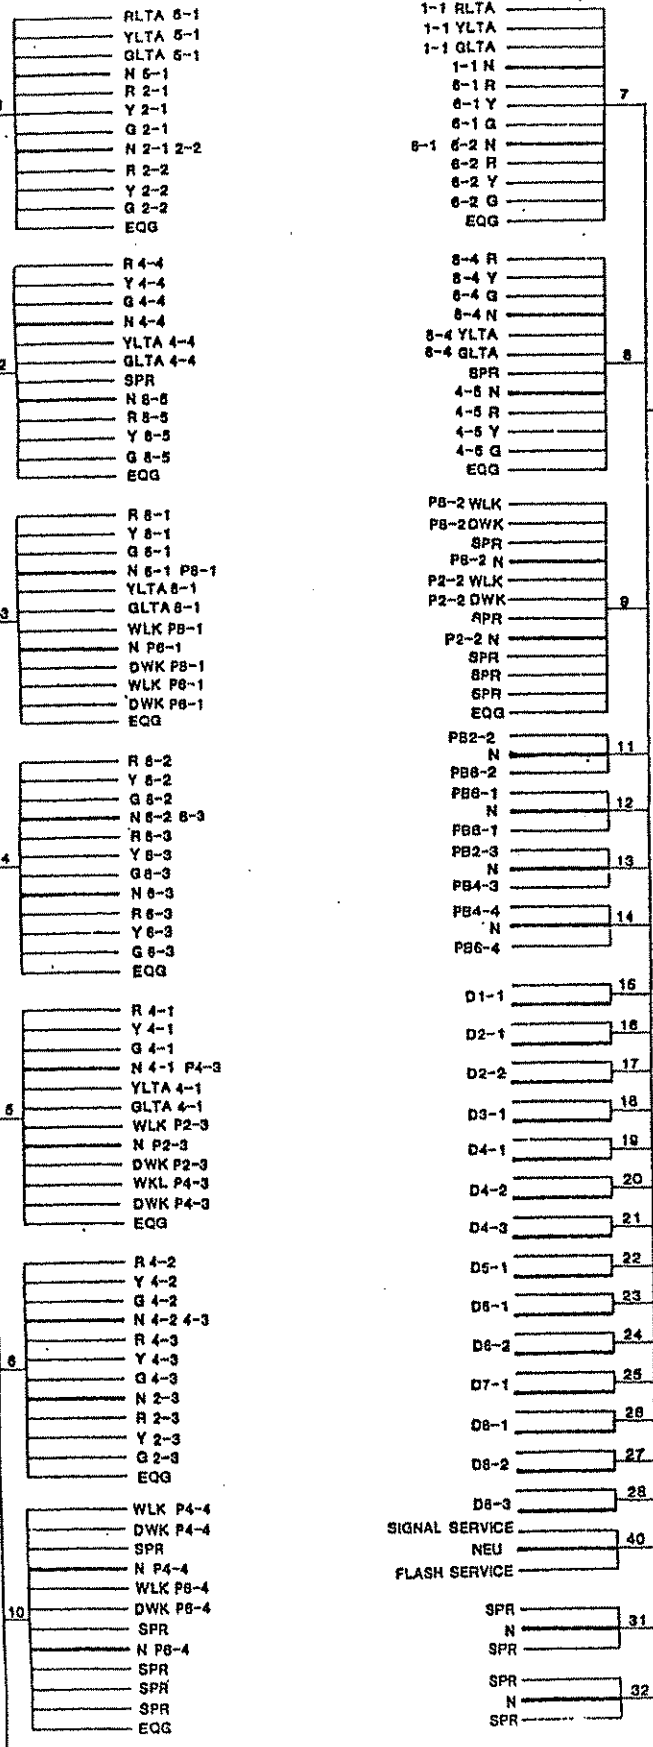 RLTA 5-1
YLTA 5-1
GLTA 5-1
N 5-1
R 2-1
Y 2-1
G 2-1
N 2-1 2-2
R 2-2
Y 2-2
G 2-2
EQG
2
R 4-4
Y 4-4
G 4-4
N 4-4
YLTA 4-4
GLTA 4-4
SPR
N 8-5
R 8-5
Y 8-5
G 8-5
EQG
3
R 8-1
Y 8-1
G 8-1
N 8-1 P8-1
YLTA 8-1
GLTA 8-1
WLK P8-1
N P6-1
DWK P8-1
WLK P6-1
DWK P6-1
EQG
4
R 8-2
Y 8-2
G 8-2
N 8-2 8-3
R 8-3
Y 8-3
G 8-3
N 6-3
R 6-3
Y 6-3
G 6-3
EQG
5
R 4-1
Y 4-1
G 4-1
N 4-1 P4-3
YLTA 4-1
GLTA 4-1
WLK P2-3
N P2-3
DWK P2-3
WKL P4-3
DWK P4-3
EQG
6
R 4-2
Y 4-2
G 4-2
N 4-2 4-3
R 4-3
Y 4-3
G 4-3
N 2-3
R 2-3
Y 2-3
G 2-3
EQG
10
WLK P4-4
DWK P4-4
SPR
N P4-4
WLK P6-4
DWK P6-4
SPR
N P6-4
SPR
SPR
SPR
EQG
1-1 RLTA
1-1 YLTA
1-1 GLTA
1-1 N
6-1 R
6-1 Y
6-1 G
6-1 6-2 N
6-2 R
6-2 Y
6-2 G
EQG
7
8-4 R
8-4 Y
8-4 G
8-4 N
8-4 YLTA
8-4 GLTA
SPR
4-5 N
4-5 R
4-5 Y
4-5 G
EQG
8
P8-2 WLK
P8-2 DWK
SPR
P8-2 N
P2-2 WLK
P2-2 DWK
SPR
P2-2 N
SPR
SPR
SPR
EQG
9
PB2-2
N
PB8-2
11
PB6-1
N
PB8-1
12
PB2-3
N
PB4-3
13
PB4-4
N
PB6-4
14
D1-1 15
D2-1 16
D2-2 17
D3-1 18
D4-1 19
D4-2 20
D4-3 21
D5-1 22
D6-1 23
D6-2 24
D7-1 25
D8-1 26
D8-2 27
D8-3 28
SIGNAL SERVICE
NEU
FLASH SERVICE
40
SPR
N
SPR
31
SPR
N
SPR
32